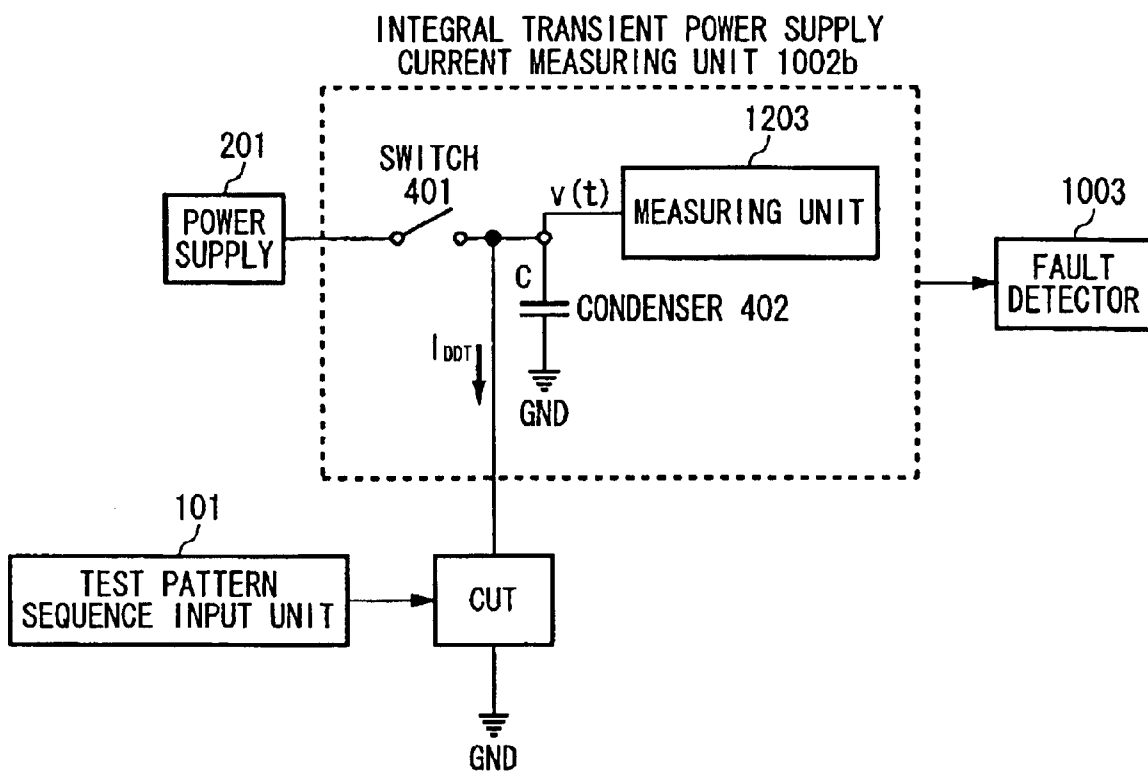 INTEGRAL TRANSIENT POWER SUPPLY
CURRENT MEASURING UNIT 1002b
1203
201
SWITCH
401
v(t)
MEASURING UNIT
1003
POWER
SUPPLY
FAULT
DETECTOR
C
CONDENSER 402
IDDT
GND
101
TEST PATTERN
SEQUENCE INPUT UNIT
CUT
GND